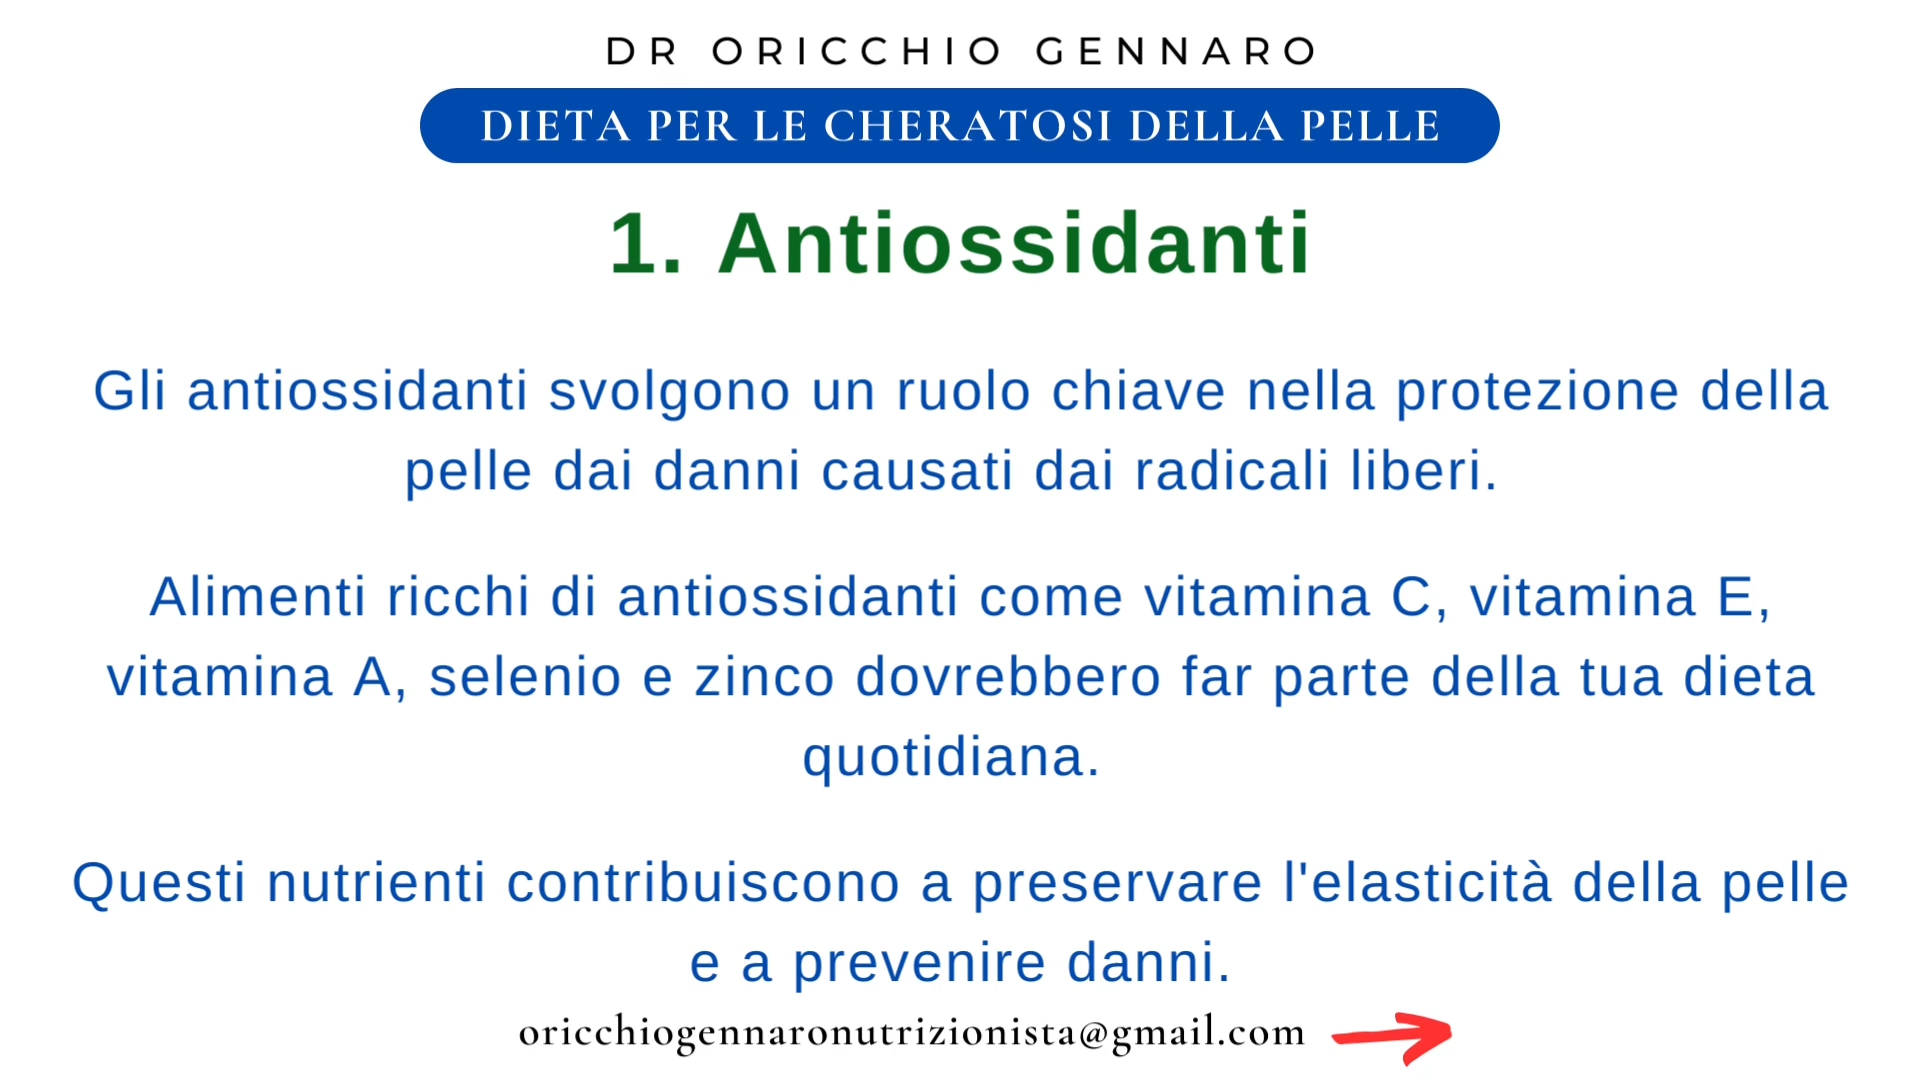 DR ORICCHIO GENNARO
DIETA PER LE CHERATOSI DELLA PELLE
1. Antiossidanti
Gli antiossidanti svolgono un ruolo chiave nella protezione della
pelle dai danni causati dai radicali liberi.
Alimenti ricchi di antiossidanti come vitamina C, vitamina E,
vitamina A, selenio e zinco dovrebbero far parte della tua dieta
quotidiana.
Questi nutrienti contribuiscono a preservare l'elasticità della pelle
e a prevenire danni.
oricchiogennaronutrizionista@gmail.com